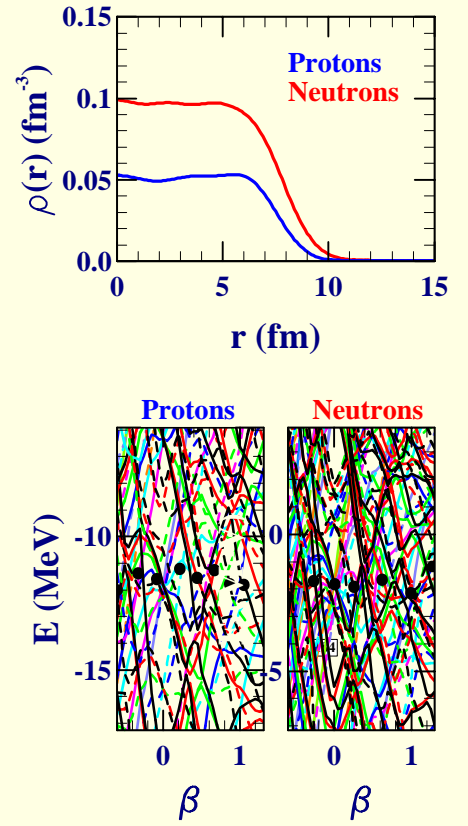 0.15
0.1
0.05
0.0
ρ(r) (fm⁻³)
Protons
Neutrons
0 5 10 15
r (fm)
Protons Neutrons
E (MeV)
-10
-15
0
-5
0 1 0 1
β β